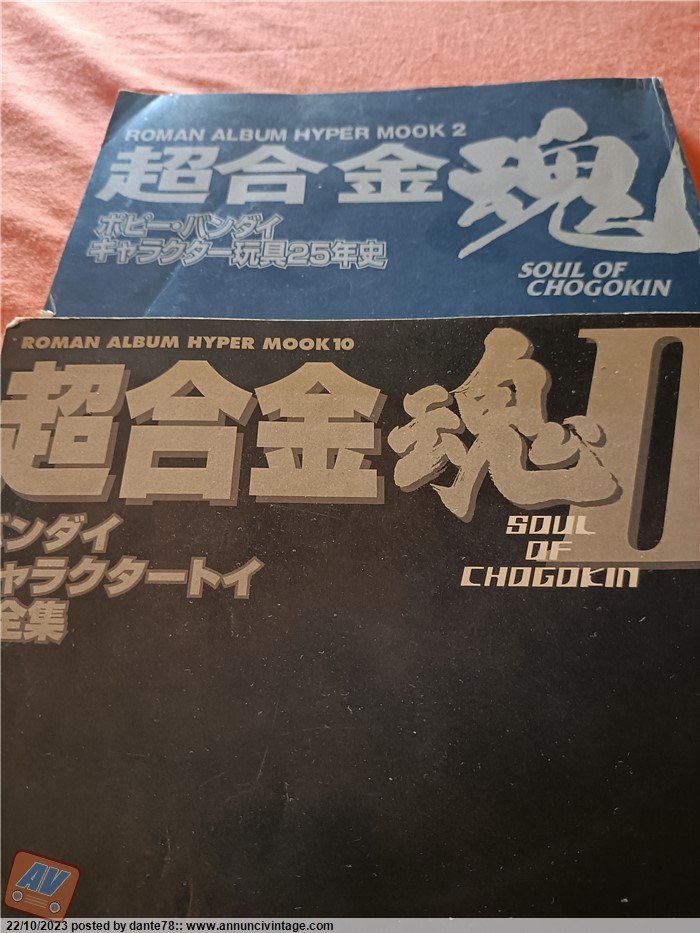 ROMAN ALBUM HYPER MOOK 2
超合金魂
ポピー・バンダイ
キャラクター玩具25年史
SOUL OF
CHOGOKIN
ROMAN ALBUM HYPER MOOK 10
超合金魂II
バンダイ
ャラクタートイ
全集
SOUL
OF
CHOGOKIN
AV
22/10/2023 posted by dante78:: www.annuncivintage.com